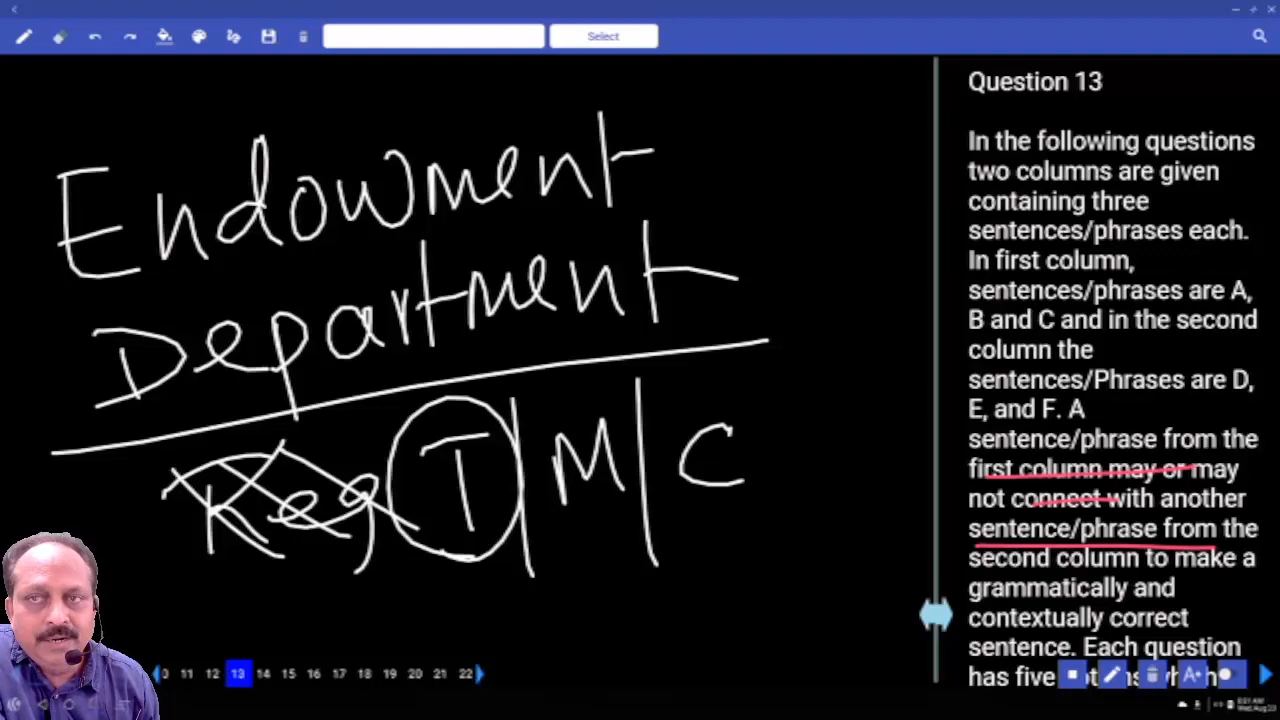 Select
Endowment
Department
Reg T M C
Question 13
In the following questions
two columns are given
containing three
sentences/phrases each.
In first column,
sentences/phrases are A,
B and C and in the second
column the
sentences/Phrases are D,
E, and F. A
sentence/phrase from the
first column may or may
not connect with another
sentence/phrase from the
second column to make a
grammatically and
contextually correct
sentence. Each question
has five
11 12 13 14 15 16 17 18 19 20 21 22
A+